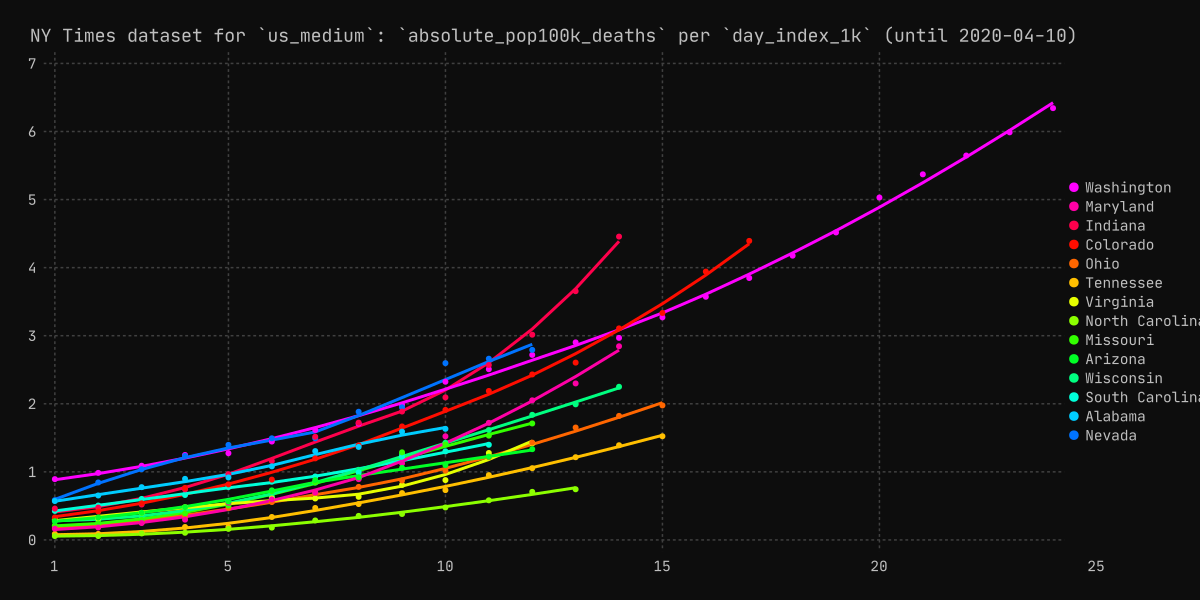 NY Times dataset for `us_medium`: `absolute_pop100k_deaths` per `day_index_1k` (until 2020-04-10)
7
6
5
4
3
2
1
0
1 5 10 15 20 25
Washington
Maryland
Indiana
Colorado
Ohio
Tennessee
Virginia
North Carolina
Missouri
Arizona
Wisconsin
South Carolina
Alabama
Nevada